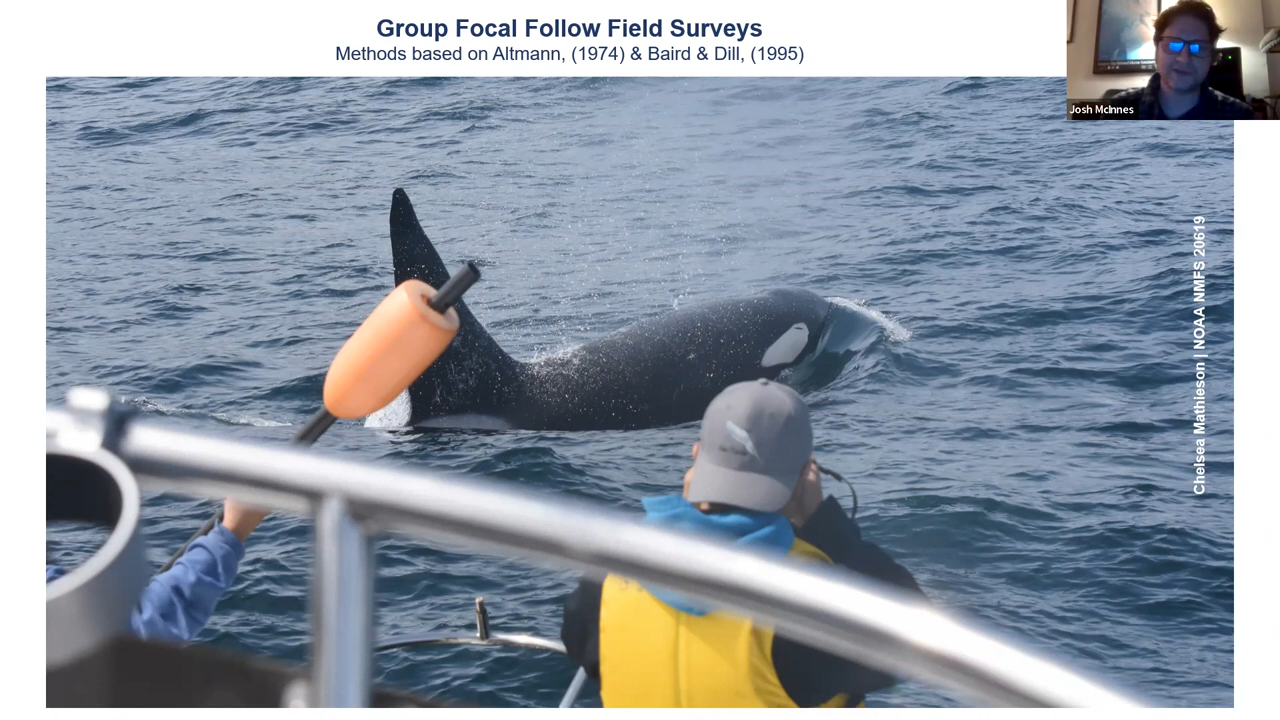 Group Focal Follow Field Surveys
Methods based on Altmann, (1974) & Baird & Dill, (1995)
Josh McInnes
Chelsea Mathieson | NOAA NMFS 20619